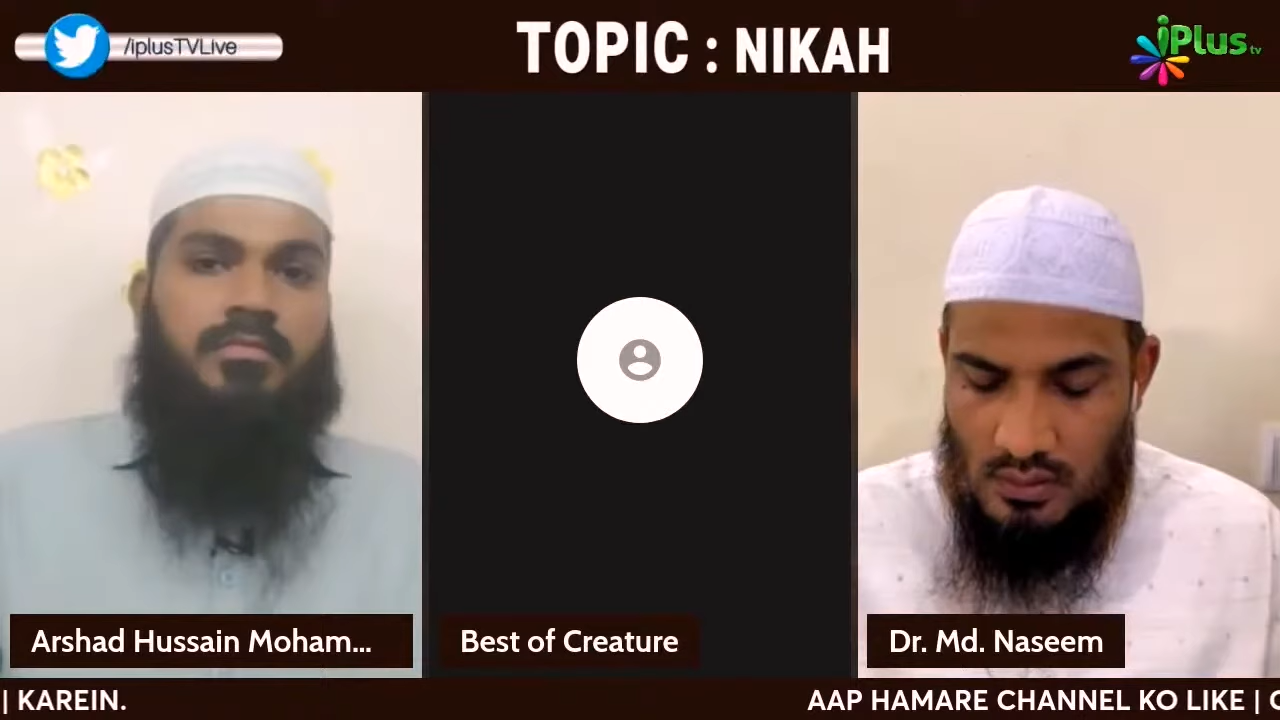 /iplusTVLive
TOPIC : NIKAH
iPlus tv
Arshad Hussain Moham...
Best of Creature
Dr. Md. Naseem
| KAREIN.
AAP HAMARE CHANNEL KO LIKE |